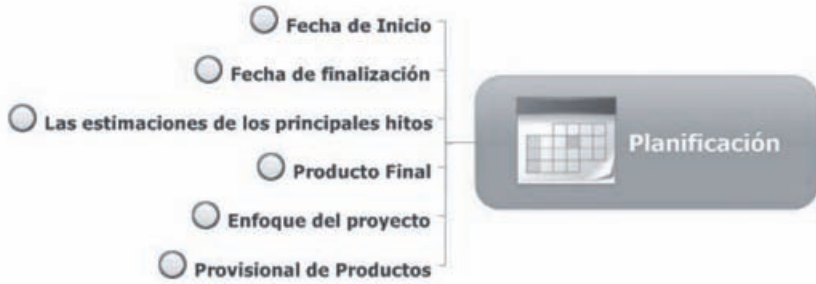 Fecha de Inicio
Fecha de finalización
Las estimaciones de los principales hitos
Producto Final
Enfoque del proyecto
Provisional de Productos
Planificación